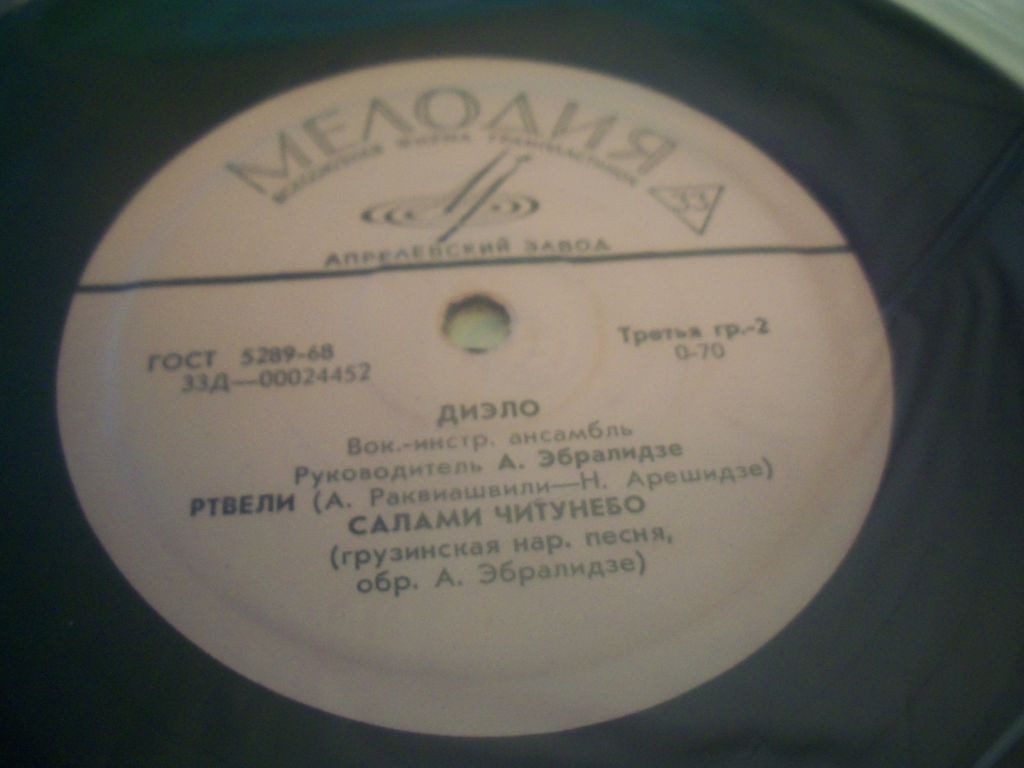 МЕЛОДИЯ
ВСЕСОЮЗНАЯ ФИРМА ГРАМПЛАСТИНОК
33
АПРЕЛЕВСКИЙ ЗАВОД
ГОСТ 5289-68
33Д—00024452
Третья гр.-2
0-70
ДИЭЛО
Вок.-инстр. ансамбль
Руководитель А. Эбралидзе
РТВЕЛИ (А. Раквиашвили—Н. Арешидзе)
САЛАМИ ЧИТУНЕБО
(грузинская нар. песня,
обр. А. Эбралидзе)